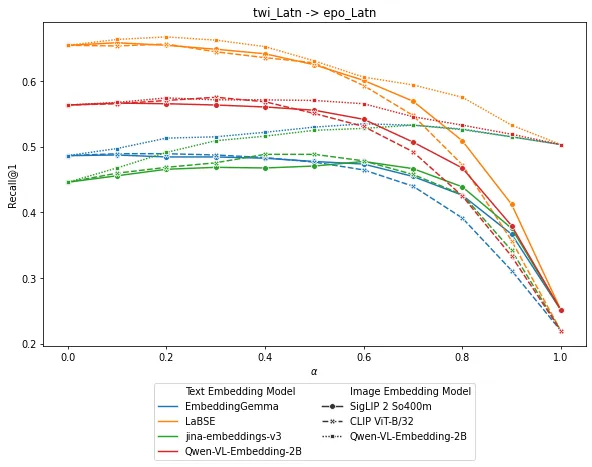 twi_Latn -> epo_Latn
Recall@1
0.6
0.5
0.4
0.3
0.2
0.0 0.2 0.4 0.6 0.8 1.0
α
Text Embedding Model Image Embedding Model
EmbeddingGemma SigLIP 2 So400m
LaBSE CLIP ViT-B/32
jina-embeddings-v3 Qwen-VL-Embedding-2B
Qwen-VL-Embedding-2B